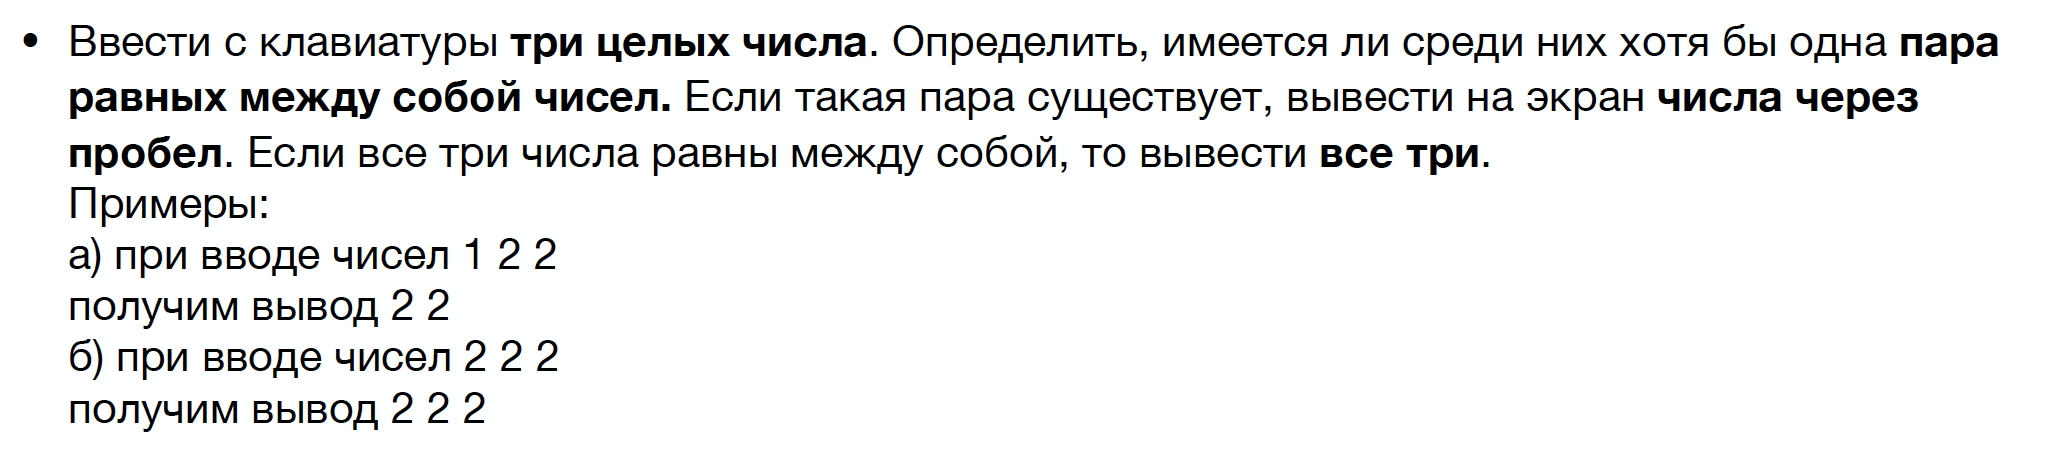 • Ввести с клавиатуры три целых числа. Определить, имеется ли среди них хотя бы одна пара
равных между собой чисел. Если такая пара существует, вывести на экран числа через
пробел. Если все три числа равны между собой, то вывести все три.
Примеры:
а) при вводе чисел 1 2 2
получим вывод 2 2
б) при вводе чисел 2 2 2
получим вывод 2 2 2